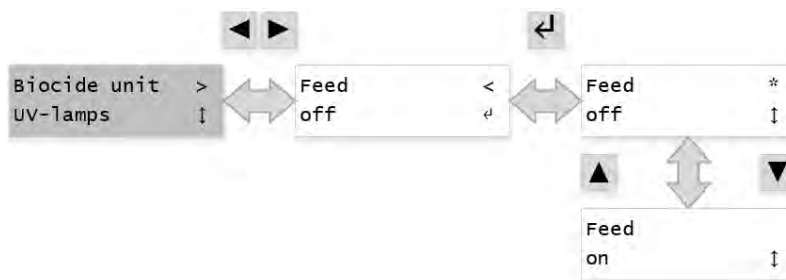 ◄ ►
↵
Biocide unit >
UV-lamps ↕
Feed <
off ↵
Feed *
off ↕
▲ ▼
Feed
on ↕